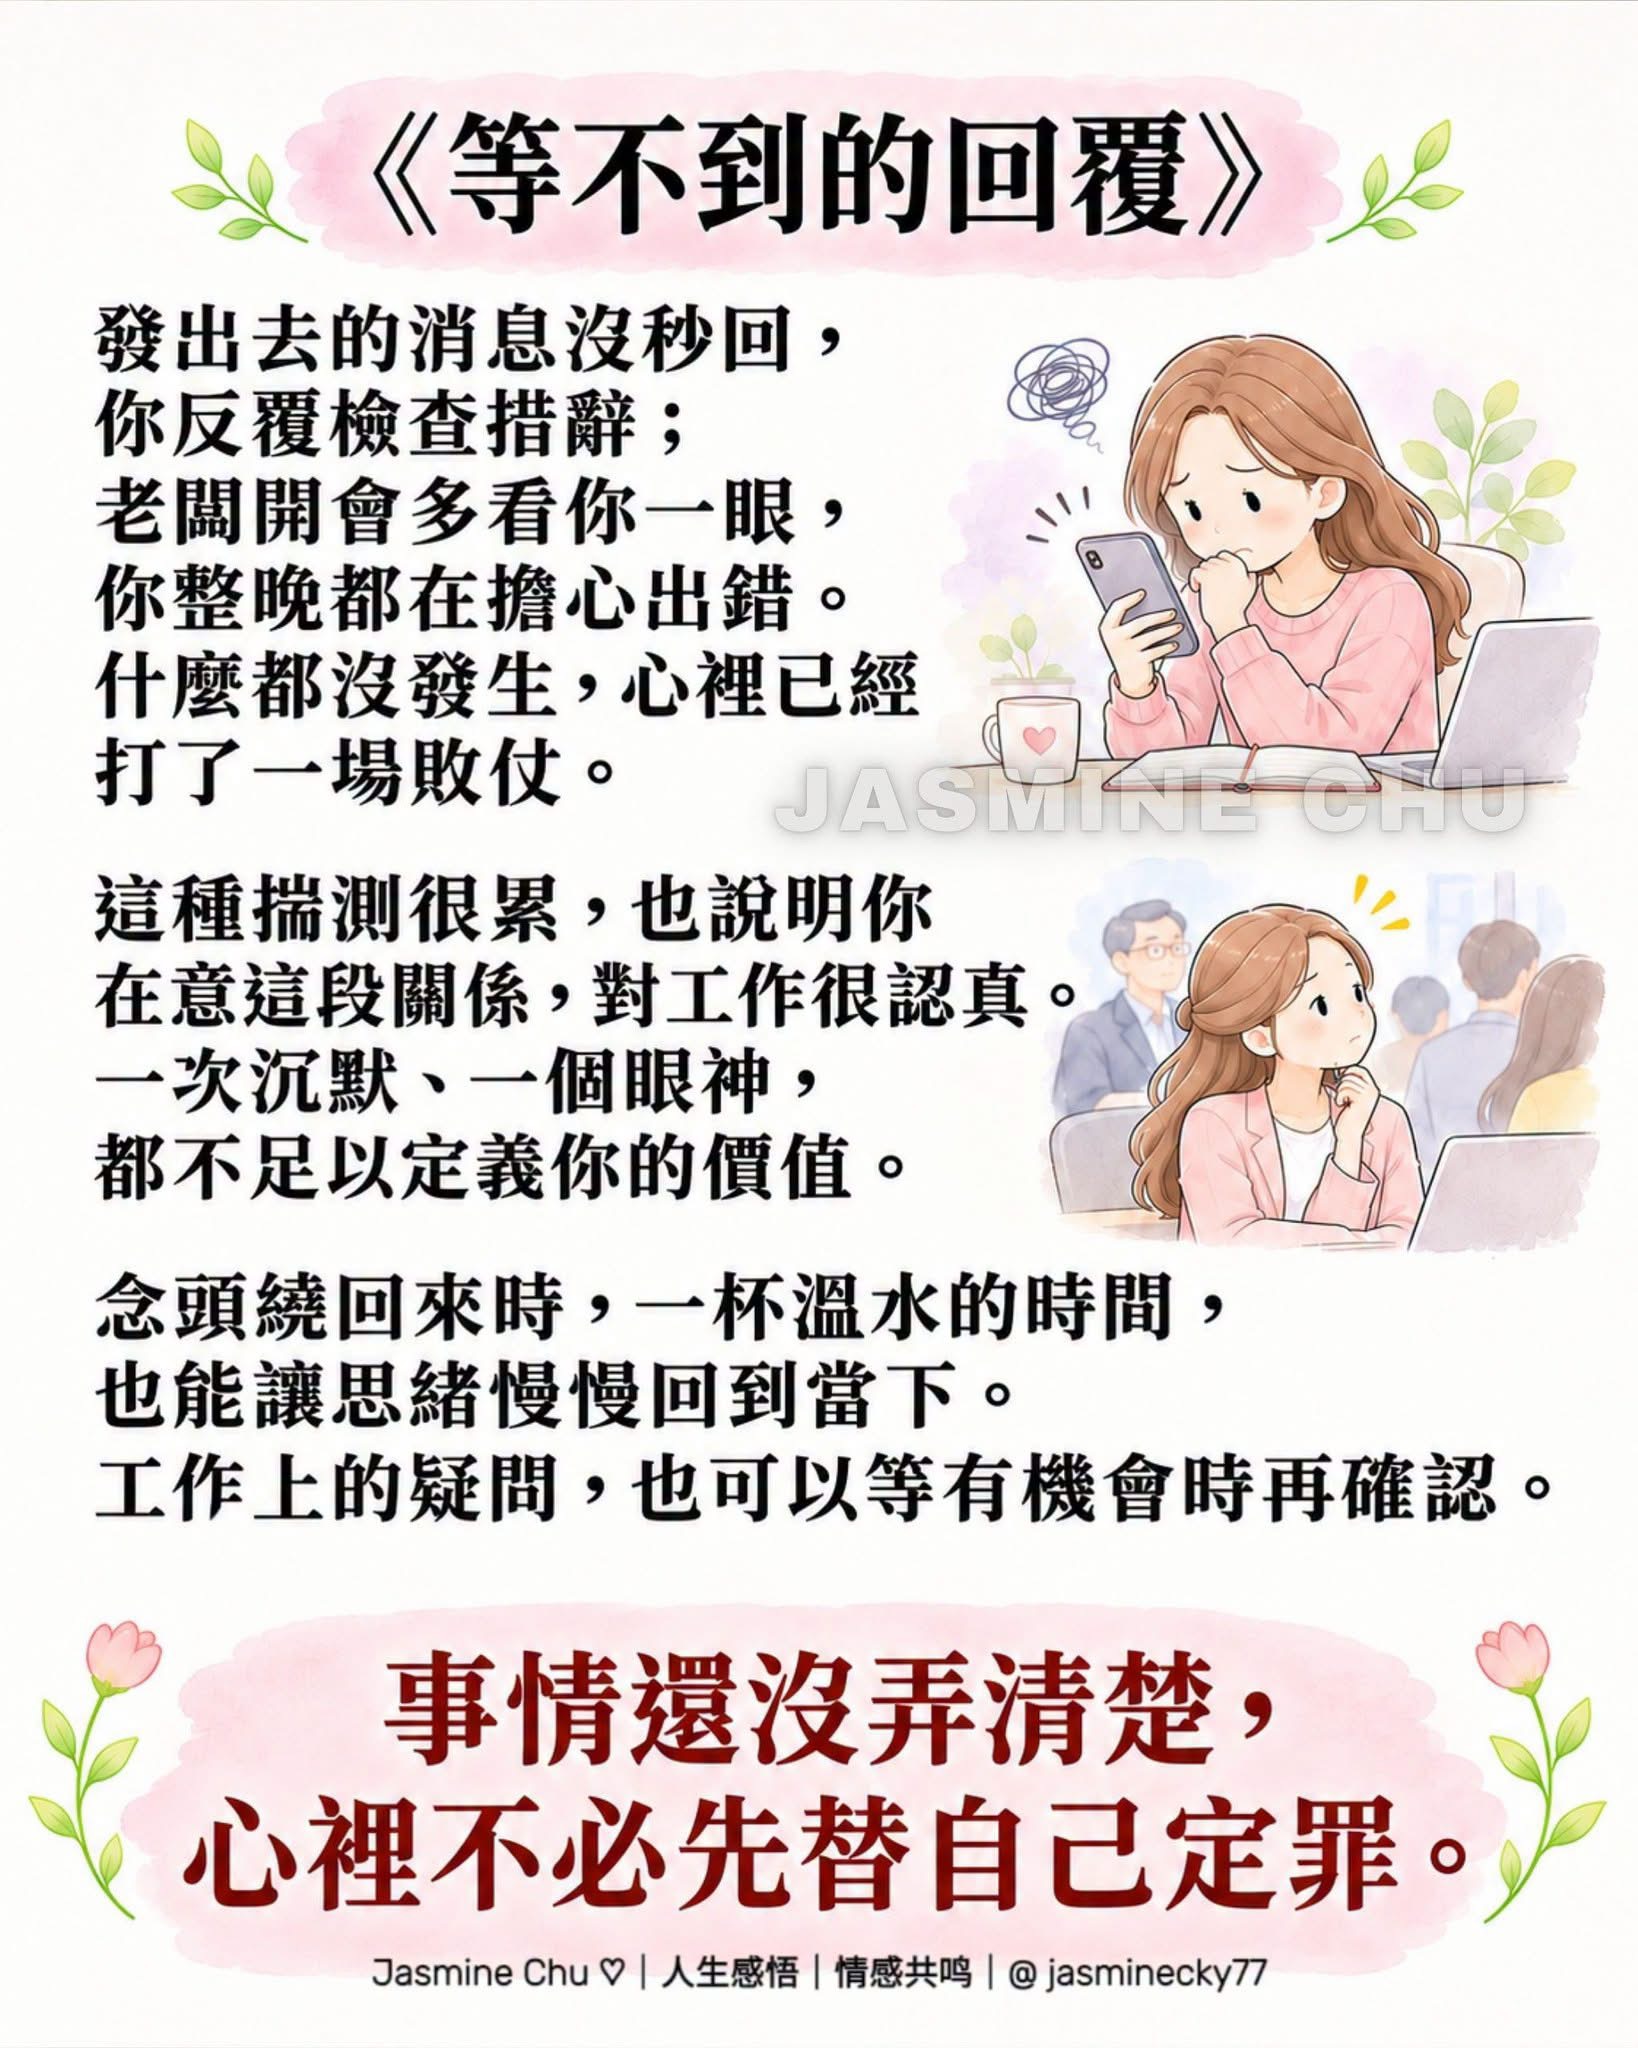 《等不到的回覆》
發出去的消息沒秒回，
你反覆檢查措辭；
老闆開會多看你一眼，
你整晚都在擔心出錯。
什麼都沒發生，心裡已經
打了一場敗仗。
JASMINE CHU
這種揣測很累，也說明你
在意這段關係，對工作很認真。
一次沉默、一個眼神，
都不足以定義你的價值。
念頭繞回來時，一杯溫水的時間，
也能讓思緒慢慢回到當下。
工作上的疑問，也可以等有機會時再確認。
事情還沒弄清楚，
心裡不必先替自己定罪。
Jasmine Chu ♡｜人生感悟｜情感共鸣｜@ jasminecky77